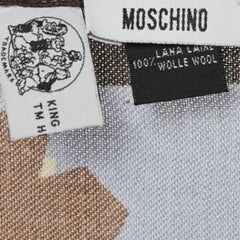 MOSCHINO
LANA LAINE
100% WOLLE WOOL
TRADEMARK
KING
TM H